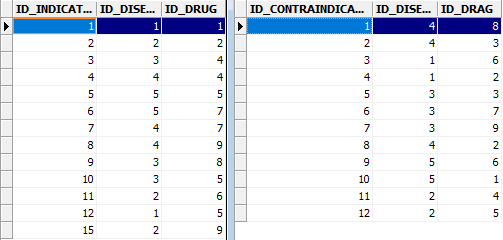 ID_INDICAT... ID_DISE... ID_DRUG
1 1 1
2 2 2
3 3 4
4 4 4
5 5 5
6 5 7
7 4 7
8 4 9
9 3 8
10 3 5
11 2 6
12 1 5
15 2 9
ID_CONTRAINDICA... ID_DISE... ID_DRAG
1 4 8
2 4 3
3 1 6
4 1 2
5 3 3
6 3 7
7 3 9
8 4 2
9 5 6
10 5 1
11 2 4
12 2 5